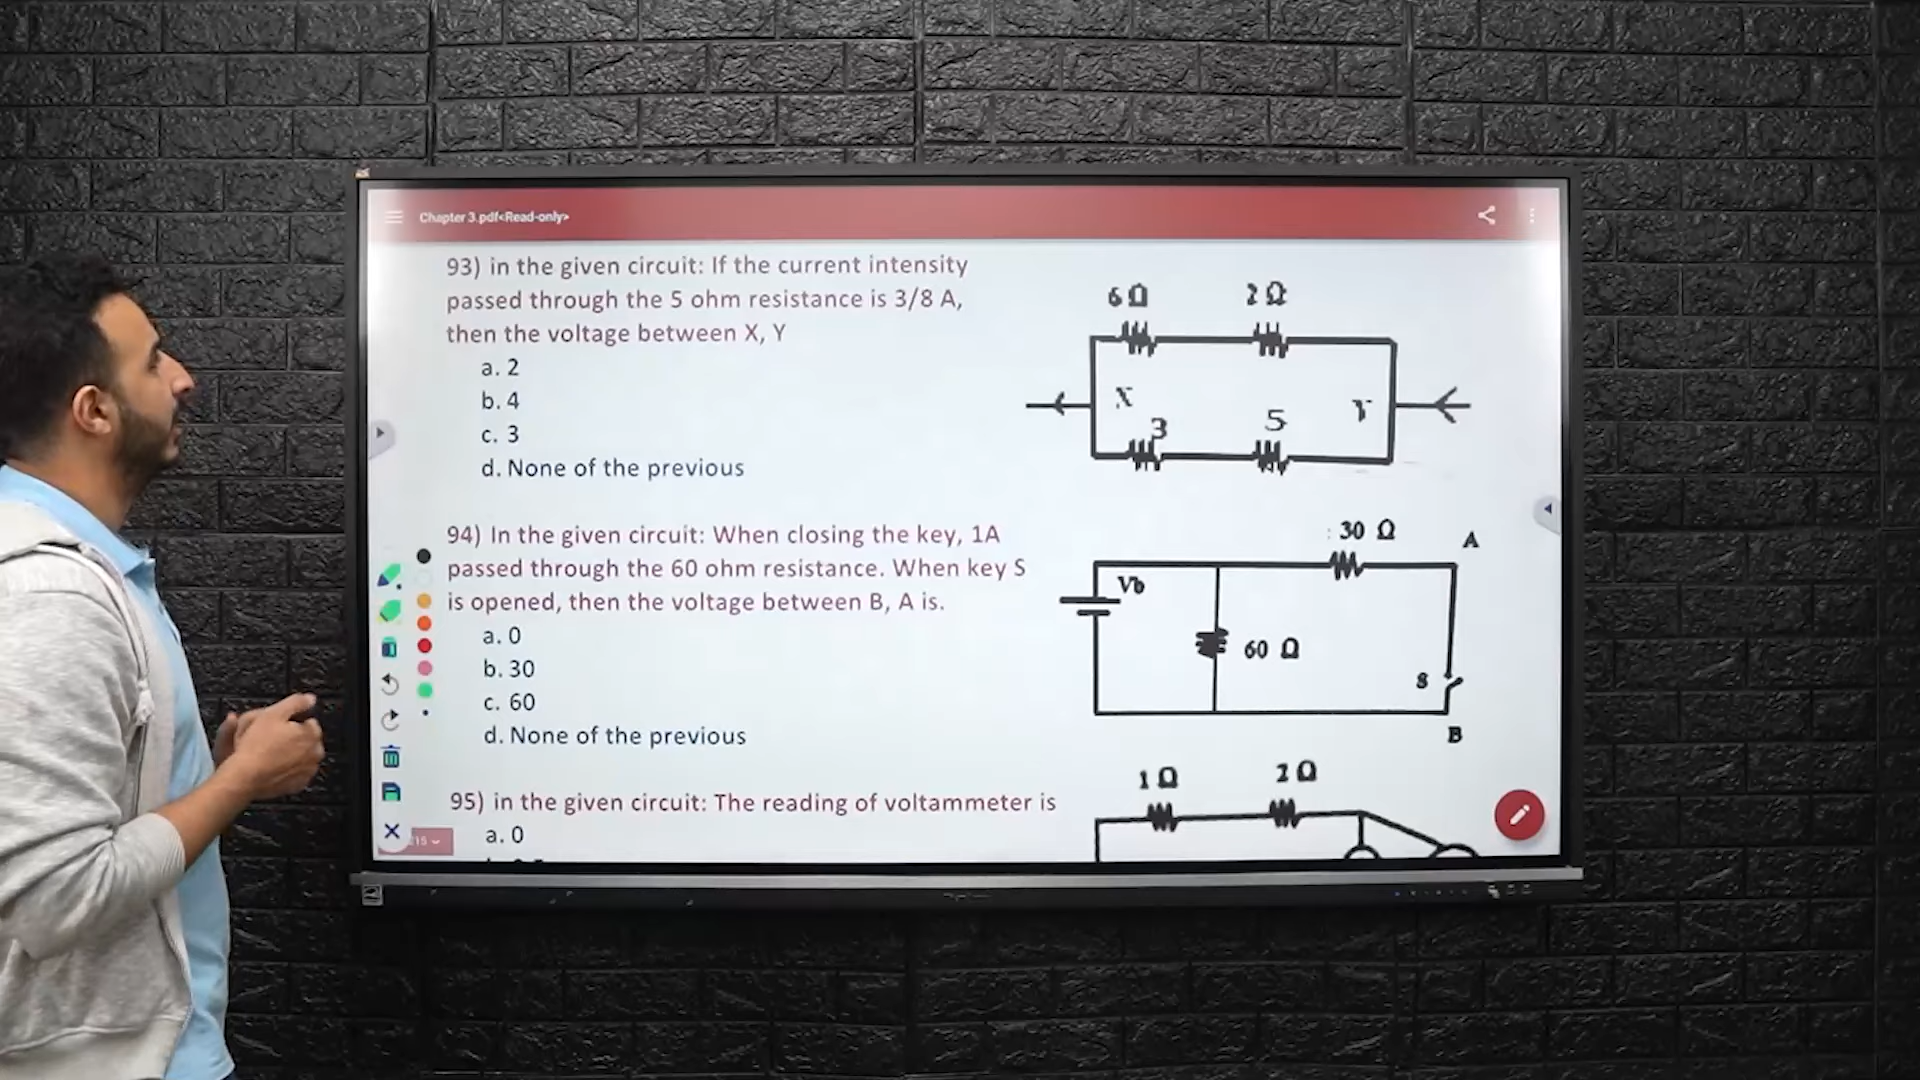 Chapter 3.pdf<Read-only>
93) in the given circuit: If the current intensity
passed through the 5 ohm resistance is 3/8 A,
then the voltage between X, Y
a. 2
b. 4
c. 3
d. None of the previous
6 Ω
2 Ω
X
Y
3
5
94) In the given circuit: When closing the key, 1A
passed through the 60 ohm resistance. When key S
is opened, then the voltage between B, A is.
a. 0
b. 30
c. 60
d. None of the previous
30 Ω
A
Vb
60 Ω
S
B
95) in the given circuit: The reading of voltammeter is
a. 0
1 Ω
2 Ω